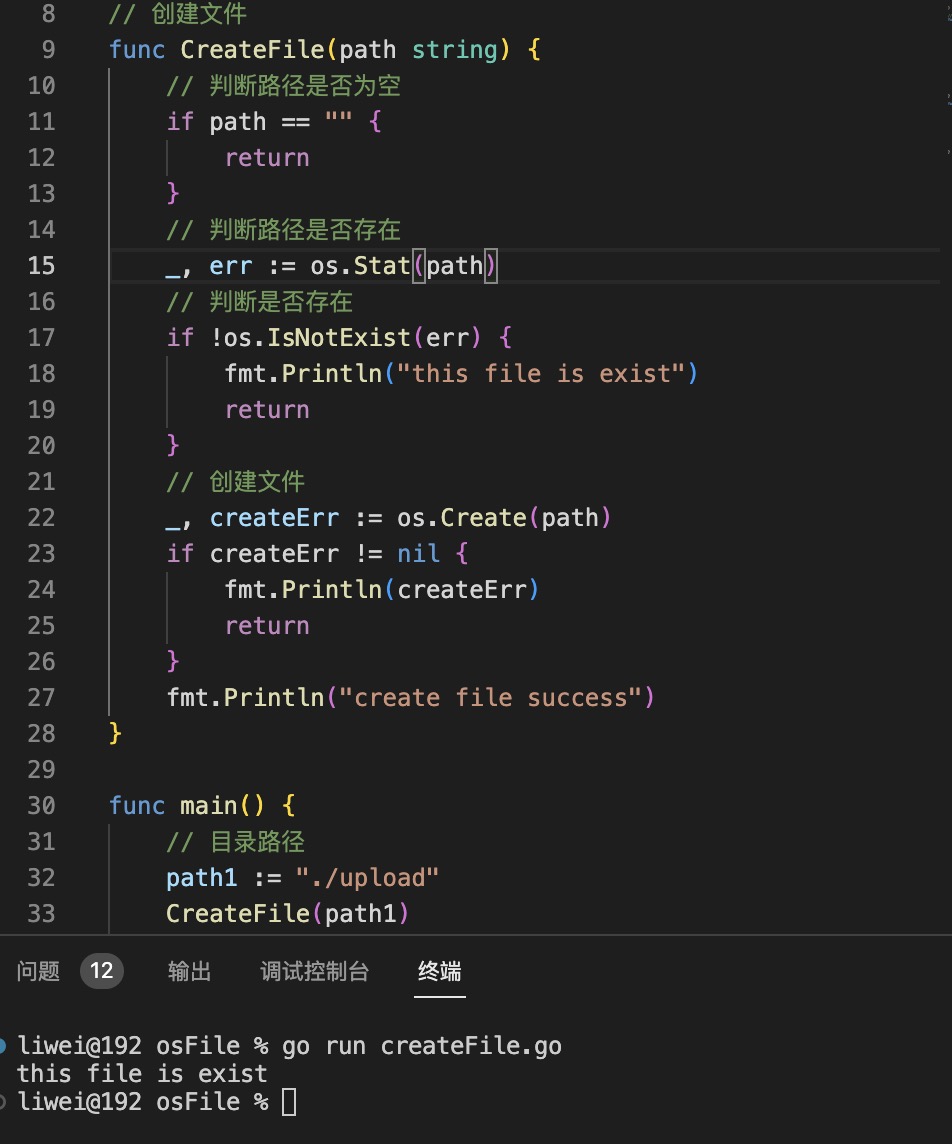 8 // 创建文件
9 func CreateFile(path string) {
10 // 判断路径是否为空
11 if path == "" {
12 return
13 }
14 // 判断路径是否存在
15 _, err := os.Stat(path)
16 // 判断是否存在
17 if !os.IsNotExist(err) {
18 fmt.Println("this file is exist")
19 return
20 }
21 // 创建文件
22 _, createErr := os.Create(path)
23 if createErr != nil {
24 fmt.Println(createErr)
25 return
26 }
27 fmt.Println("create file success")
28 }
29
30 func main() {
31 // 目录路径
32 path1 := "./upload"
33 CreateFile(path1)
问题 12 输出 调试控制台 终端
liwei@192 osFile % go run createFile.go
this file is exist
liwei@192 osFile %